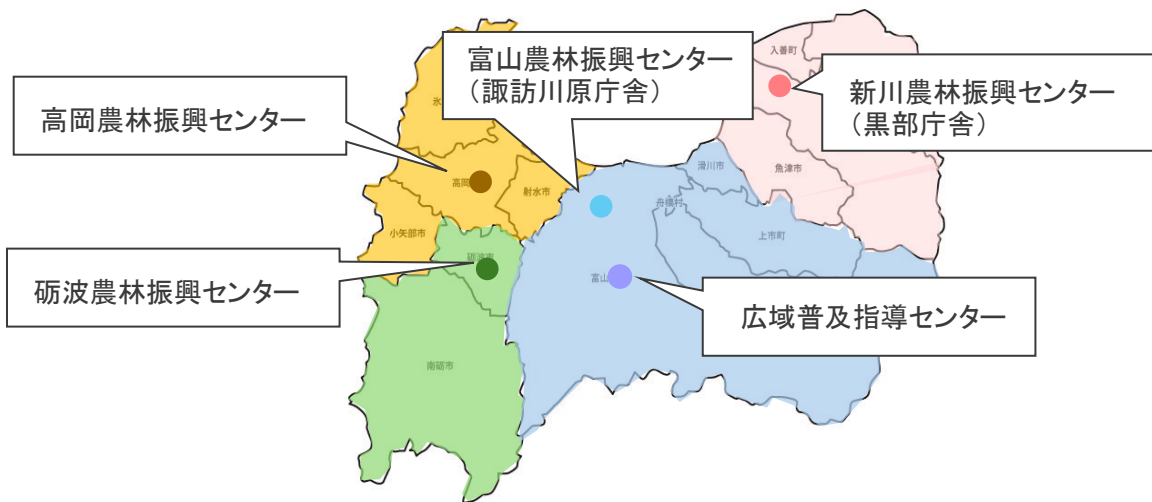 富山農林振興センター
（諏訪川原庁舎）
新川農林振興センター
（黒部庁舎）
高岡農林振興センター
砺波農林振興センター
広域普及指導センター
入善町
氷
高岡
射水市
小矢部市
砺波市
南砺市
滑川市
魚津市
舟橋村
上市町
富山